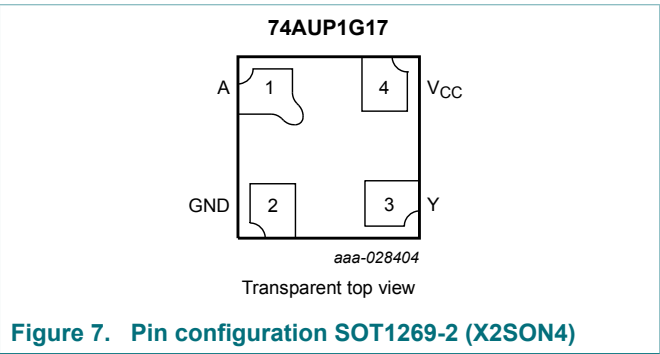 74AUP1G17
A 1 4 VCC
GND 2 3 Y
aaa-028404
Transparent top view
Figure 7. Pin configuration SOT1269-2 (X2SON4)